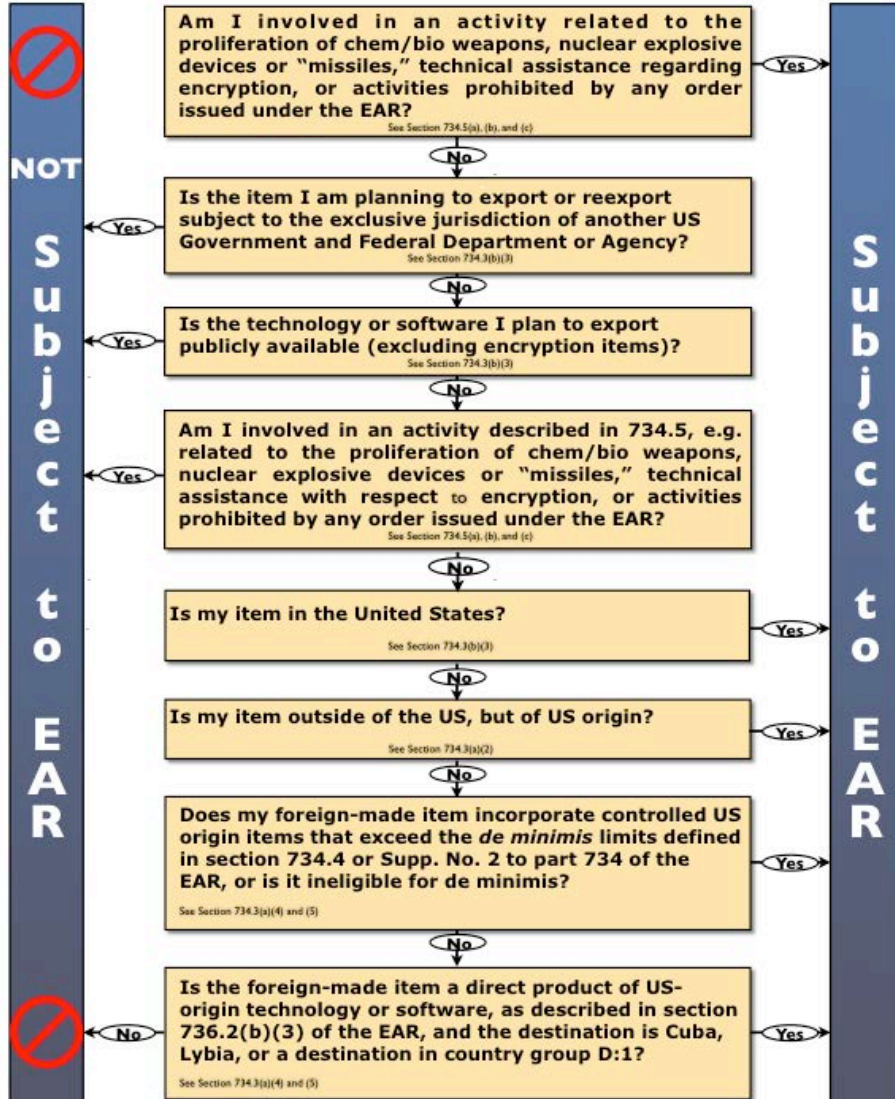 Am I involved in an activity related to the
proliferation of chem/bio weapons, nuclear explosive
devices or “missiles,” technical assistance regarding
encryption, or activities prohibited by any order
issued under the EAR?
See Section 734.5(a), (b), and (c)
Yes
No
NOT
Subject to EAR
Subject to EAR
Is the item I am planning to export or reexport
subject to the exclusive jurisdiction of another US
Government and Federal Department or Agency?
See Section 734.3(b)(3)
Yes
No
Is the technology or software I plan to export
publicly available (excluding encryption items)?
See Section 734.3(b)(3)
Yes
No
Am I involved in an activity described in 734.5, e.g.
related to the proliferation of chem/bio weapons,
nuclear explosive devices or “missiles,” technical
assistance with respect to encryption, or activities
prohibited by any order issued under the EAR?
See Section 734.5(a), (b), and (c)
Yes
No
Is my item in the United States?
See Section 734.3(b)(3)
Yes
No
Is my item outside of the US, but of US origin?
See Section 734.3(a)(2)
Yes
No
Does my foreign-made item incorporate controlled US
origin items that exceed the de minimis limits defined
in section 734.4 or Supp. No. 2 to part 734 of the
EAR, or is it ineligible for de minimis?
See Section 734.3(a)(4) and (5)
Yes
No
Is the foreign-made item a direct product of US-
origin technology or software, as described in section
736.2(b)(3) of the EAR, and the destination is Cuba,
Lybia, or a destination in country group D:1?
See Section 734.3(a)(4) and (5)
No
Yes